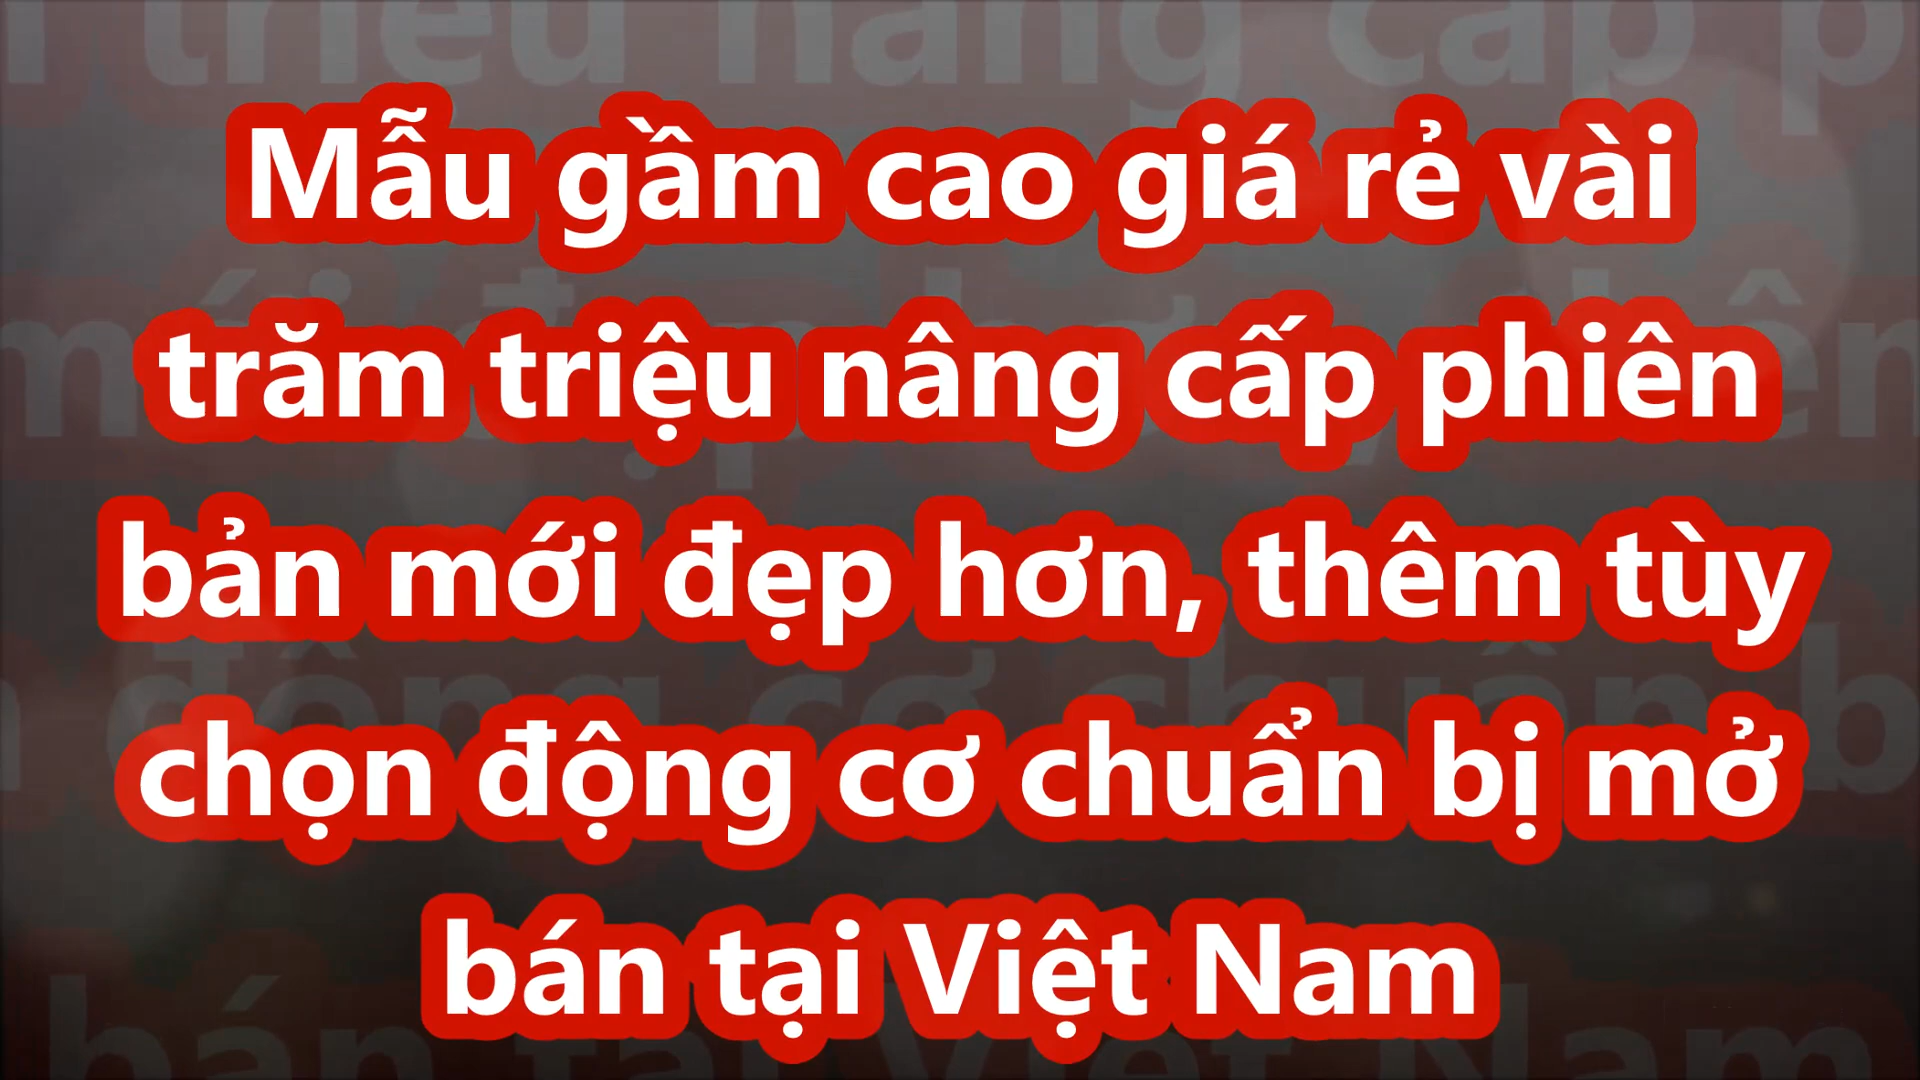 Mẫu gầm cao giá rẻ vài
trăm triệu nâng cấp phiên
bản mới đẹp hơn, thêm tùy
chọn động cơ chuẩn bị mở
bán tại Việt Nam